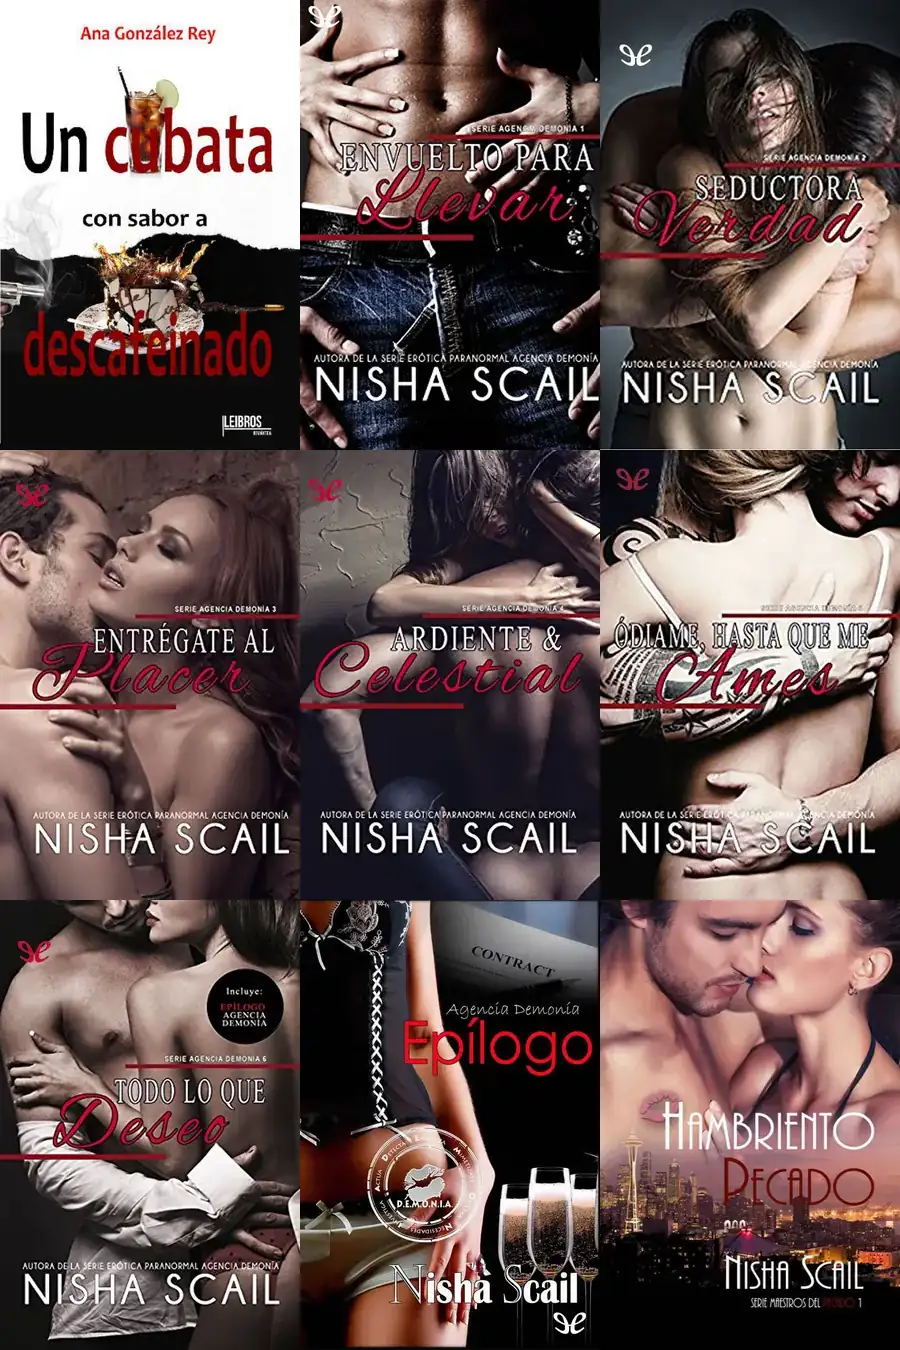 Ana González Rey
Un cubata
con sabor a
descafeinado
LEIBROS
SERIE AGENCIA DEMONÍA 1
ENVUELTO PARA
Llevar
AUTORA DE LA SERIE ERÓTICA PARANORMAL AGENCIA DEMONÍA
NISHA SCAIL
SERIE AGENCIA DEMONÍA 2
SEDUCTORA
Verdad
AUTORA DE LA SERIE ERÓTICA PARANORMAL AGENCIA DEMONÍA
NISHA SCAIL
SERIE AGENCIA DEMONÍA 3
ENTRÉGATE AL
Placer
AUTORA DE LA SERIE ERÓTICA PARANORMAL AGENCIA DEMONÍA
NISHA SCAIL
SERIE AGENCIA DEMONÍA 4
ARDIENTE &
Celestial
AUTORA DE LA SERIE ERÓTICA PARANORMAL AGENCIA DEMONÍA
NISHA SCAIL
SERIE AGENCIA DEMONÍA 5
ÓDIAME, HASTA QUE ME
Ames
AUTORA DE LA SERIE ERÓTICA PARANORMAL AGENCIA DEMONÍA
NISHA SCAIL
Incluye:
EPÍLOGO
AGENCIA
DEMONÍA
SERIE AGENCIA DEMONIA 6
TODO LO QUE
Deseo
AUTORA DE LA SERIE ERÓTICA PARANORMAL AGENCIA DEMONÍA
NISHA SCAIL
CONTRACT
Agencia Demonía
Epílogo
D.E.M.O.N.I.A.
Nisha Scail
HAMBRIENTO
PECADO
NISHA SCAIL
SERIE MAESTROS DEL PECADO 1